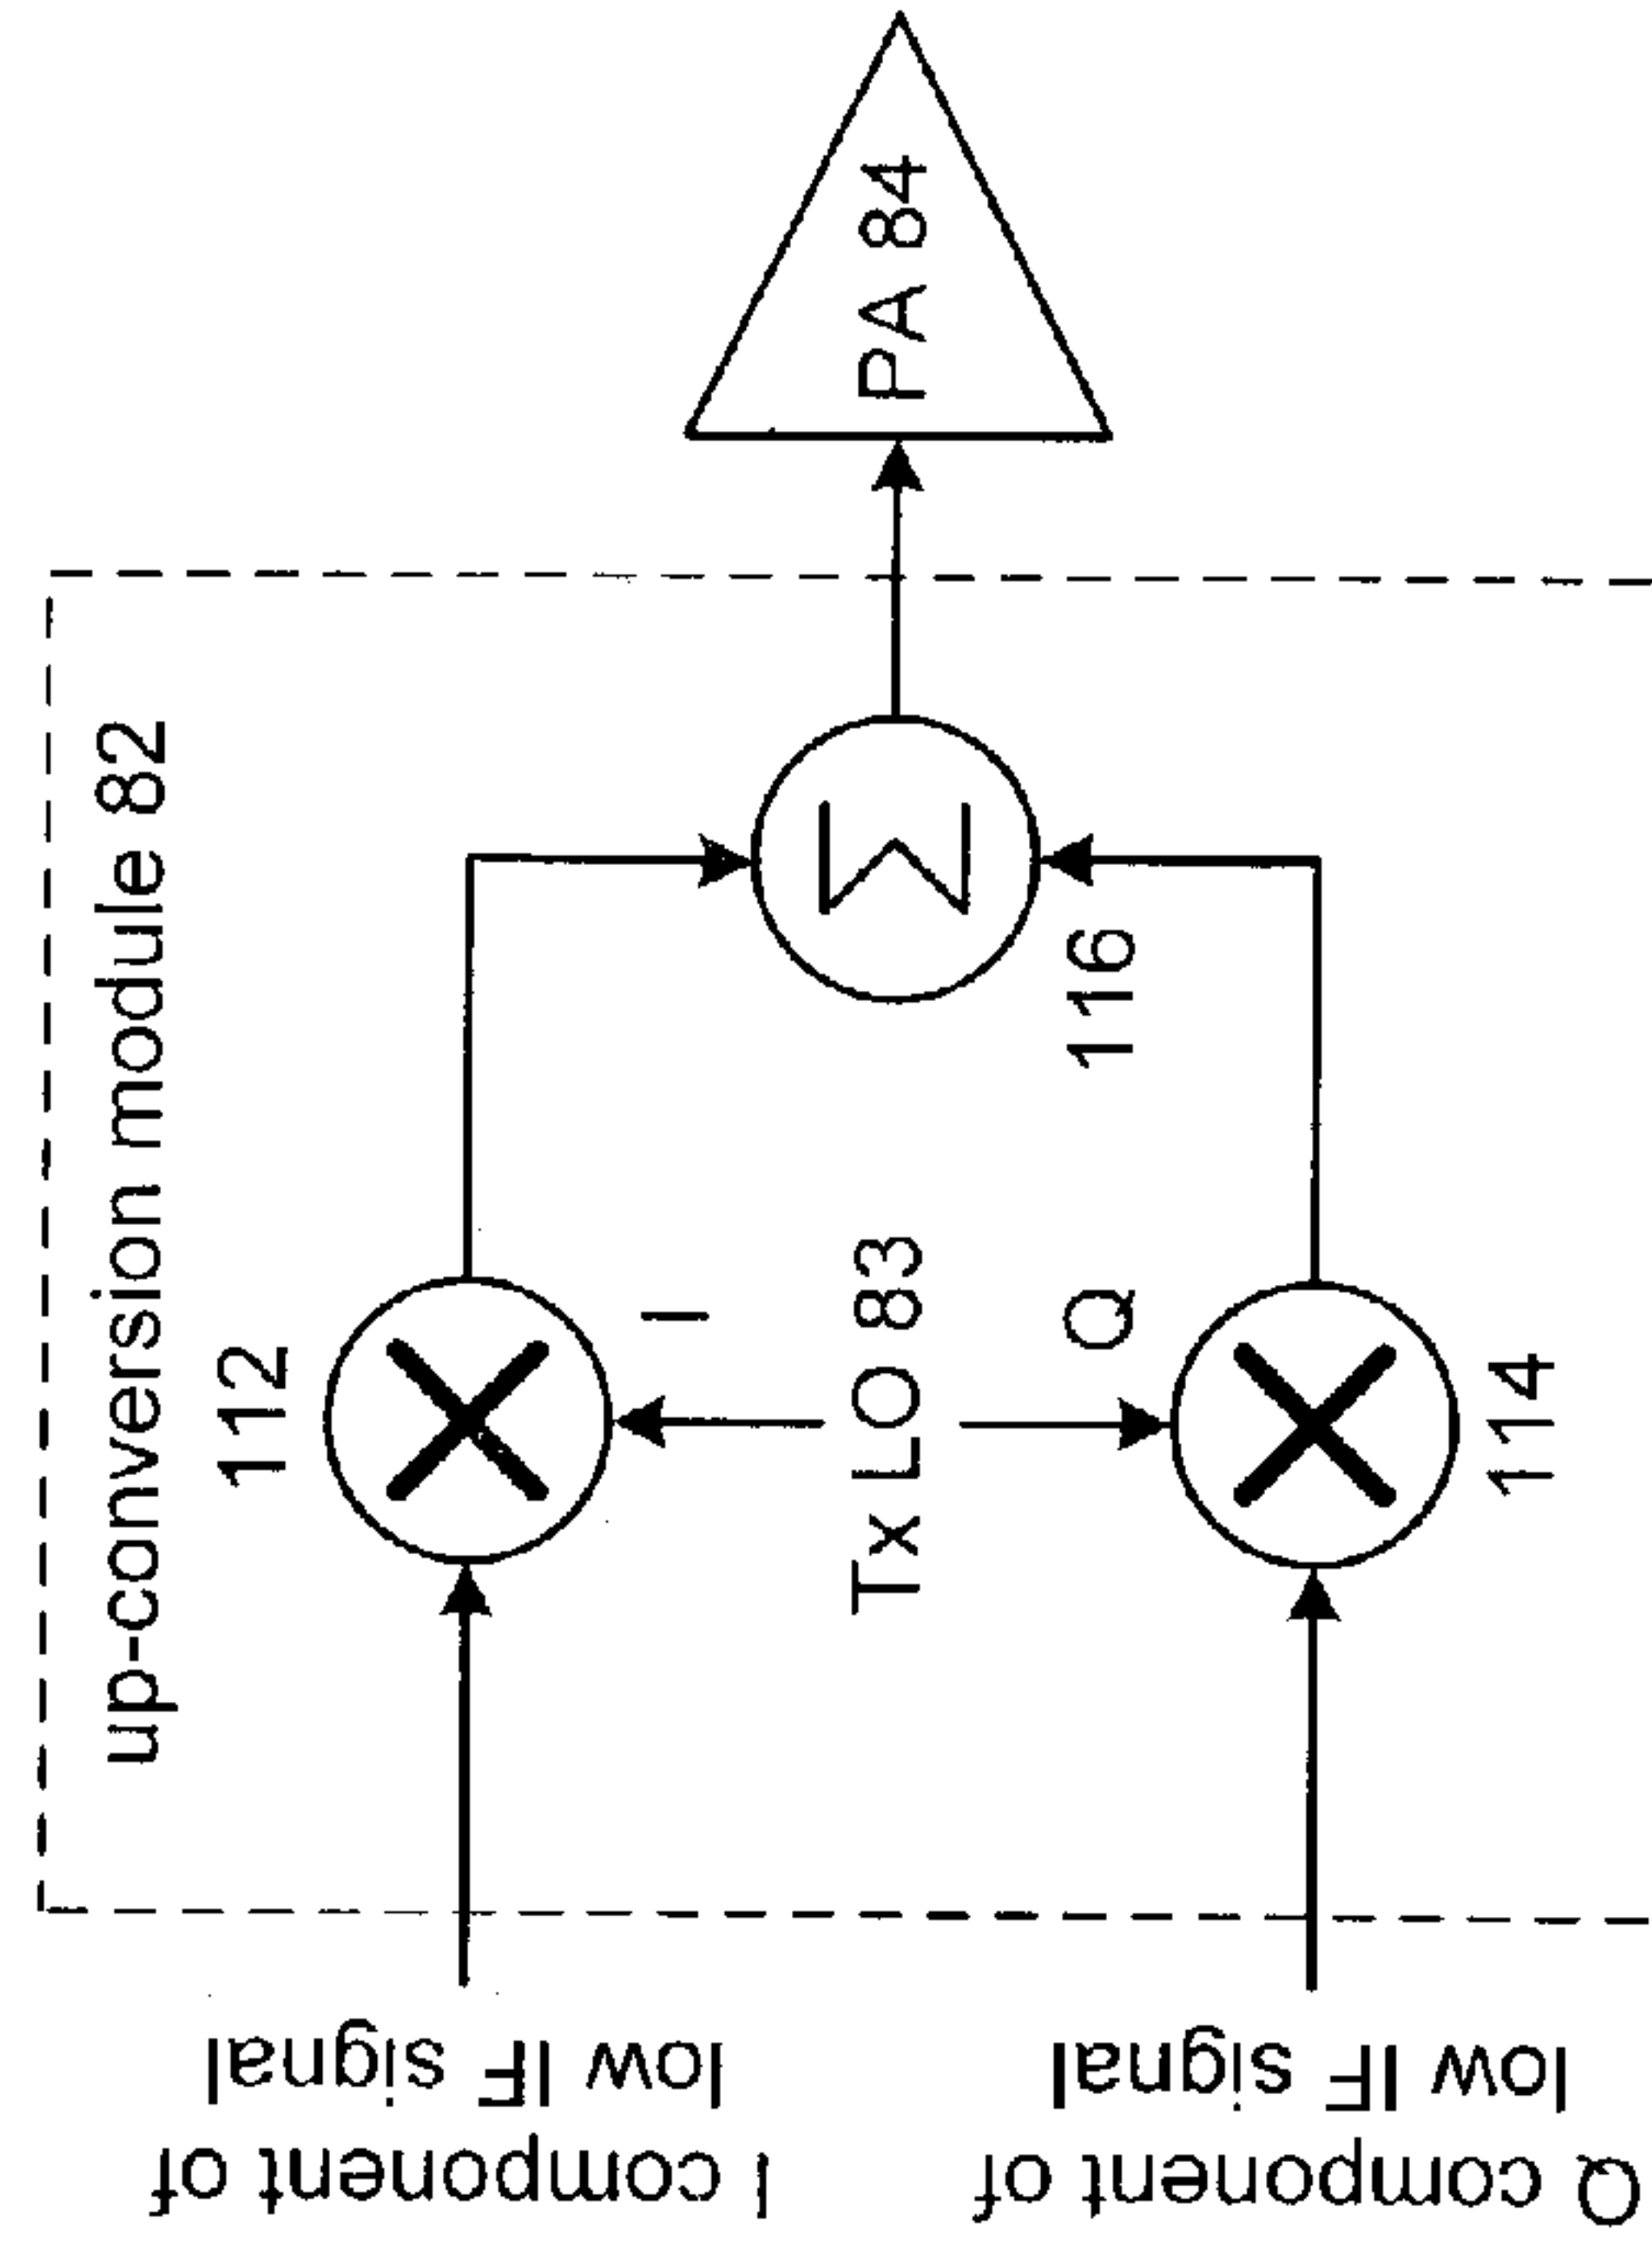 up-conversion module 82
112
I component of
low IF signal
I
Tx LO 83
Q
Σ
116
PA 84
Q component of
low IF signal
114